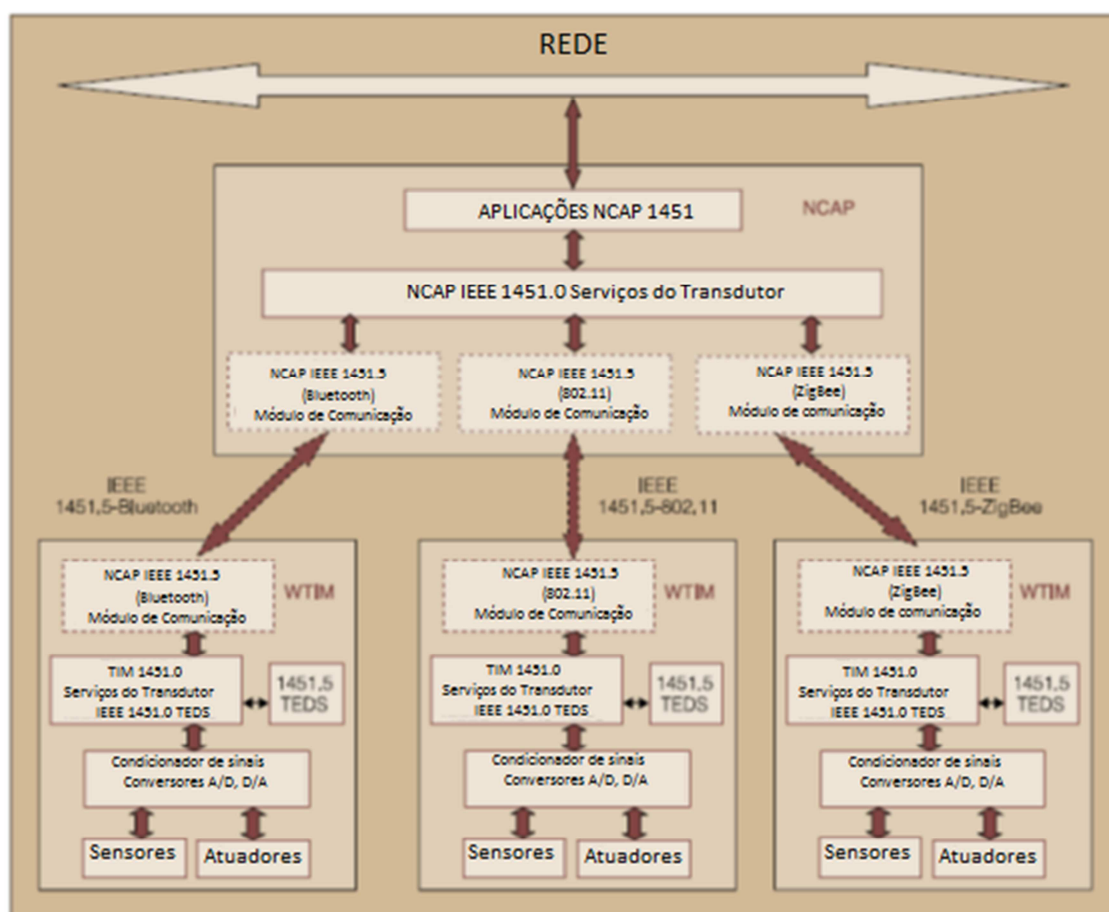 REDE
APLICAÇÕES NCAP 1451
NCAP
NCAP IEEE 1451.0 Serviços do Transdutor
NCAP IEEE 1451.5
(Bluetooth)
Módulo de Comunicação
NCAP IEEE 1451.5
(802.11)
Módulo de Comunicação
NCAP IEEE 1451.5
(ZigBee)
Módulo de comunicação
IEEE
1451,5-Bluetooth
IEEE
1451,5-802,11
IEEE
1451,5-ZigBee
NCAP IEEE 1451.5
(Bluetooth)
Módulo de Comunicação
WTIM
TIM 1451.0
Serviços do Transdutor
IEEE 1451.0 TEDS
1451,5
TEDS
Condicionador de sinais
Conversores A/D, D/A
Sensores
Atuadores
NCAP IEEE 1451.5
(802.11)
Módulo de Comunicação
WTIM
TIM 1451.0
Serviços do Transdutor
IEEE 1451.0 TEDS
1451,5
TEDS
Condicionador de sinais
Conversores A/D, D/A
Sensores
Atuadores
NCAP IEEE 1451.5
(ZigBee)
Módulo de comunicação
WTIM
TIM 1451.0
Serviços do Transdutor
IEEE 1451.0 TEDS
1451,5
TEDS
Condicionador de sinais
Conversores A/D, D/A
Sensores
Atuadores